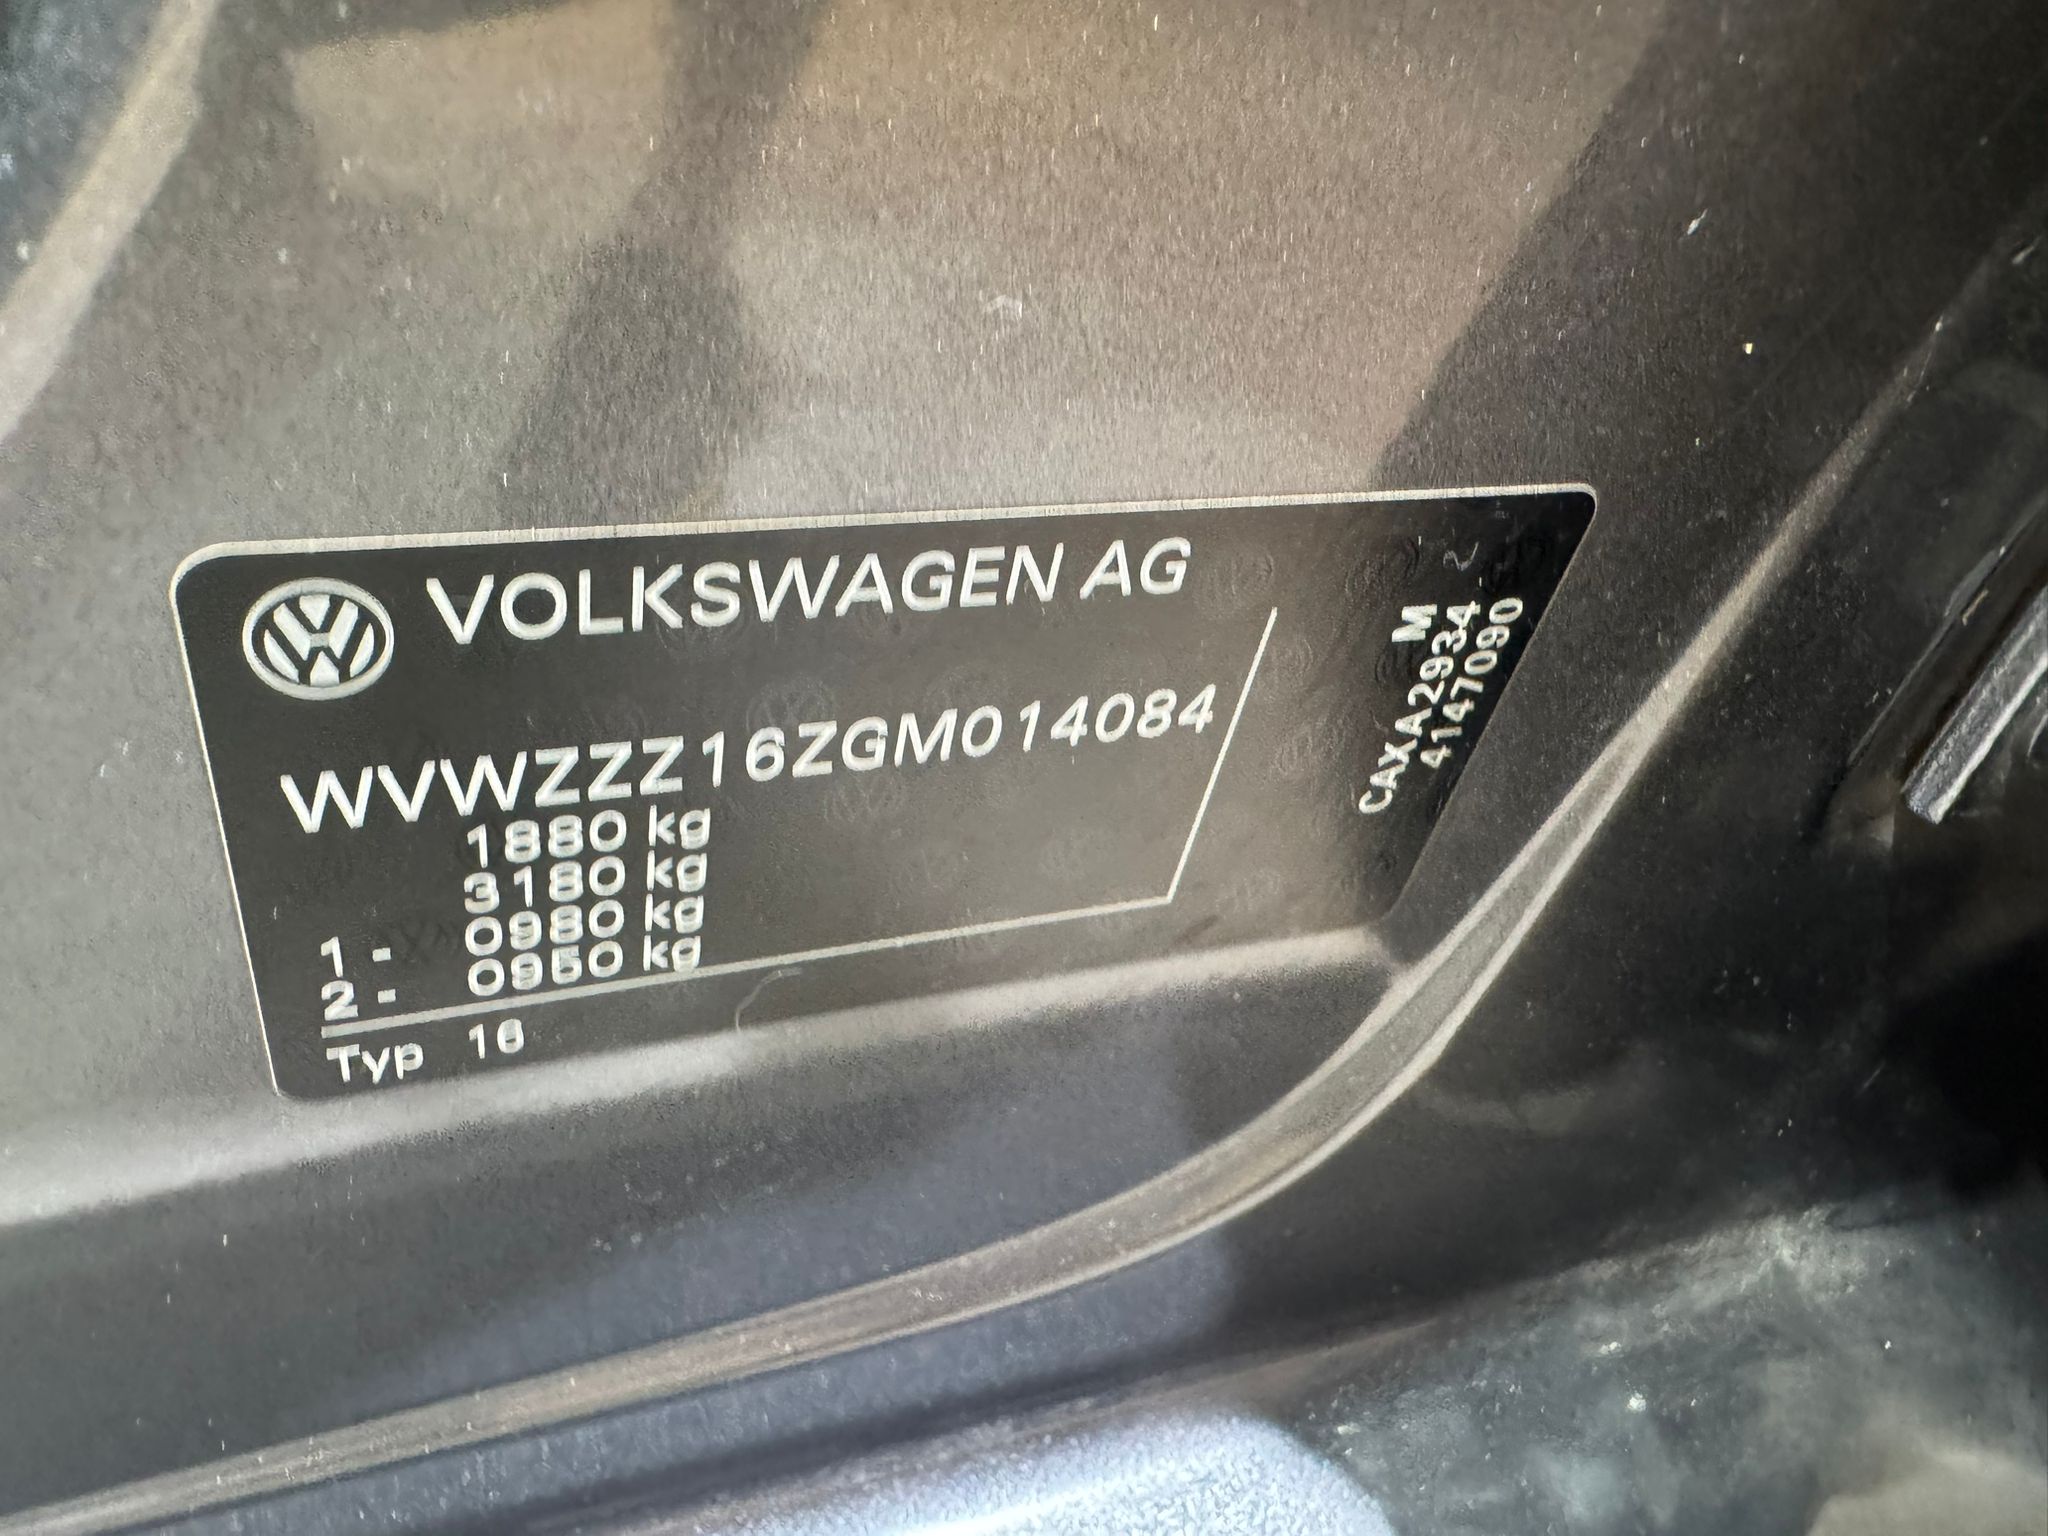 VOLKSWAGEN AG
WVWZZZ16ZGM014084
1880 kg
3180 kg
1 - 0980 kg
2 - 0950 kg
Typ 16
M
CAXA2934
4147090